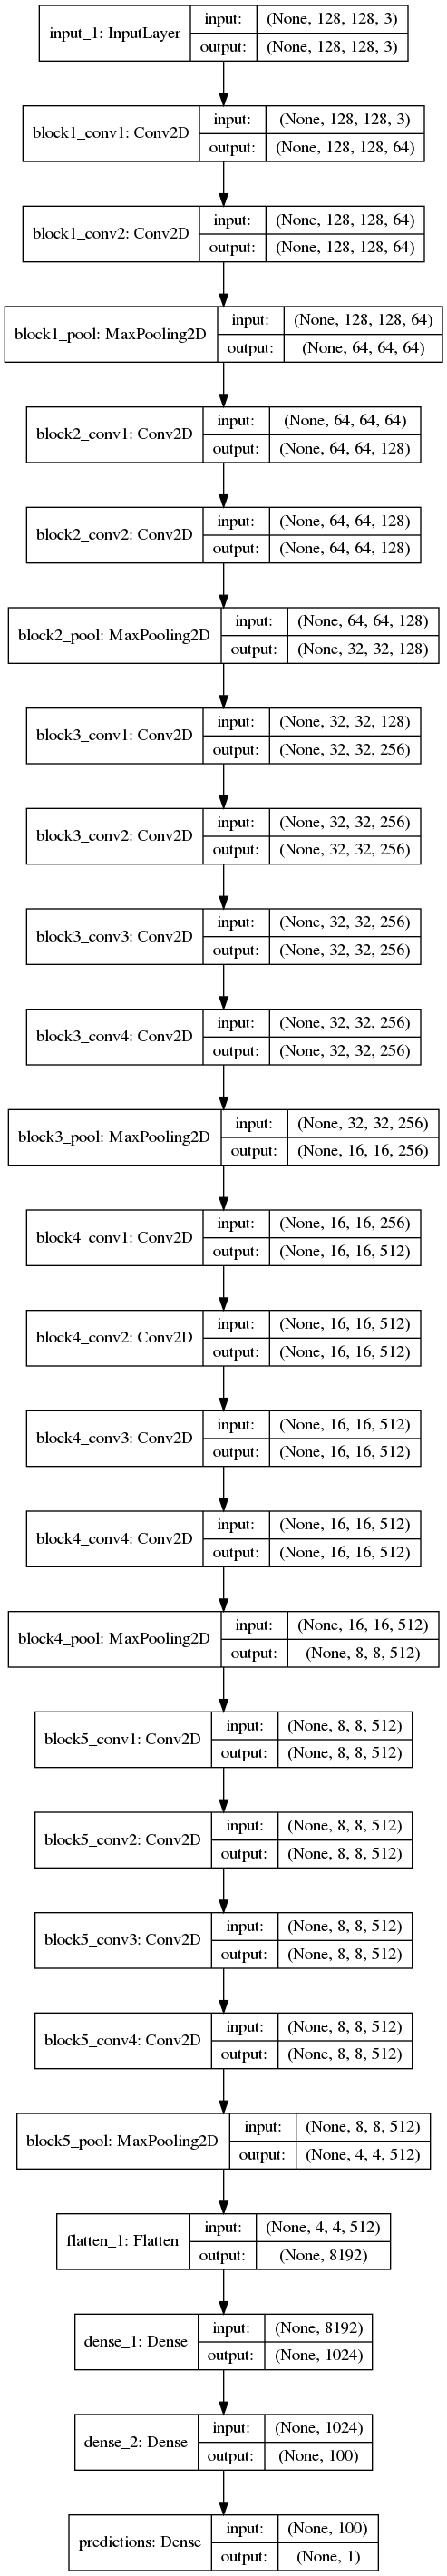 input_1: InputLayer
input: (None, 128, 128, 3)
output: (None, 128, 128, 3)
block1_conv1: Conv2D
input: (None, 128, 128, 3)
output: (None, 128, 128, 64)
block1_conv2: Conv2D
input: (None, 128, 128, 64)
output: (None, 128, 128, 64)
block1_pool: MaxPooling2D
input: (None, 128, 128, 64)
output: (None, 64, 64, 64)
block2_conv1: Conv2D
input: (None, 64, 64, 64)
output: (None, 64, 64, 128)
block2_conv2: Conv2D
input: (None, 64, 64, 128)
output: (None, 64, 64, 128)
block2_pool: MaxPooling2D
input: (None, 64, 64, 128)
output: (None, 32, 32, 128)
block3_conv1: Conv2D
input: (None, 32, 32, 128)
output: (None, 32, 32, 256)
block3_conv2: Conv2D
input: (None, 32, 32, 256)
output: (None, 32, 32, 256)
block3_conv3: Conv2D
input: (None, 32, 32, 256)
output: (None, 32, 32, 256)
block3_conv4: Conv2D
input: (None, 32, 32, 256)
output: (None, 32, 32, 256)
block3_pool: MaxPooling2D
input: (None, 32, 32, 256)
output: (None, 16, 16, 256)
block4_conv1: Conv2D
input: (None, 16, 16, 256)
output: (None, 16, 16, 512)
block4_conv2: Conv2D
input: (None, 16, 16, 512)
output: (None, 16, 16, 512)
block4_conv3: Conv2D
input: (None, 16, 16, 512)
output: (None, 16, 16, 512)
block4_conv4: Conv2D
input: (None, 16, 16, 512)
output: (None, 16, 16, 512)
block4_pool: MaxPooling2D
input: (None, 16, 16, 512)
output: (None, 8, 8, 512)
block5_conv1: Conv2D
input: (None, 8, 8, 512)
output: (None, 8, 8, 512)
block5_conv2: Conv2D
input: (None, 8, 8, 512)
output: (None, 8, 8, 512)
block5_conv3: Conv2D
input: (None, 8, 8, 512)
output: (None, 8, 8, 512)
block5_conv4: Conv2D
input: (None, 8, 8, 512)
output: (None, 8, 8, 512)
block5_pool: MaxPooling2D
input: (None, 8, 8, 512)
output: (None, 4, 4, 512)
flatten_1: Flatten
input: (None, 4, 4, 512)
output: (None, 8192)
dense_1: Dense
input: (None, 8192)
output: (None, 1024)
dense_2: Dense
input: (None, 1024)
output: (None, 100)
predictions: Dense
input: (None, 100)
output: (None, 1)